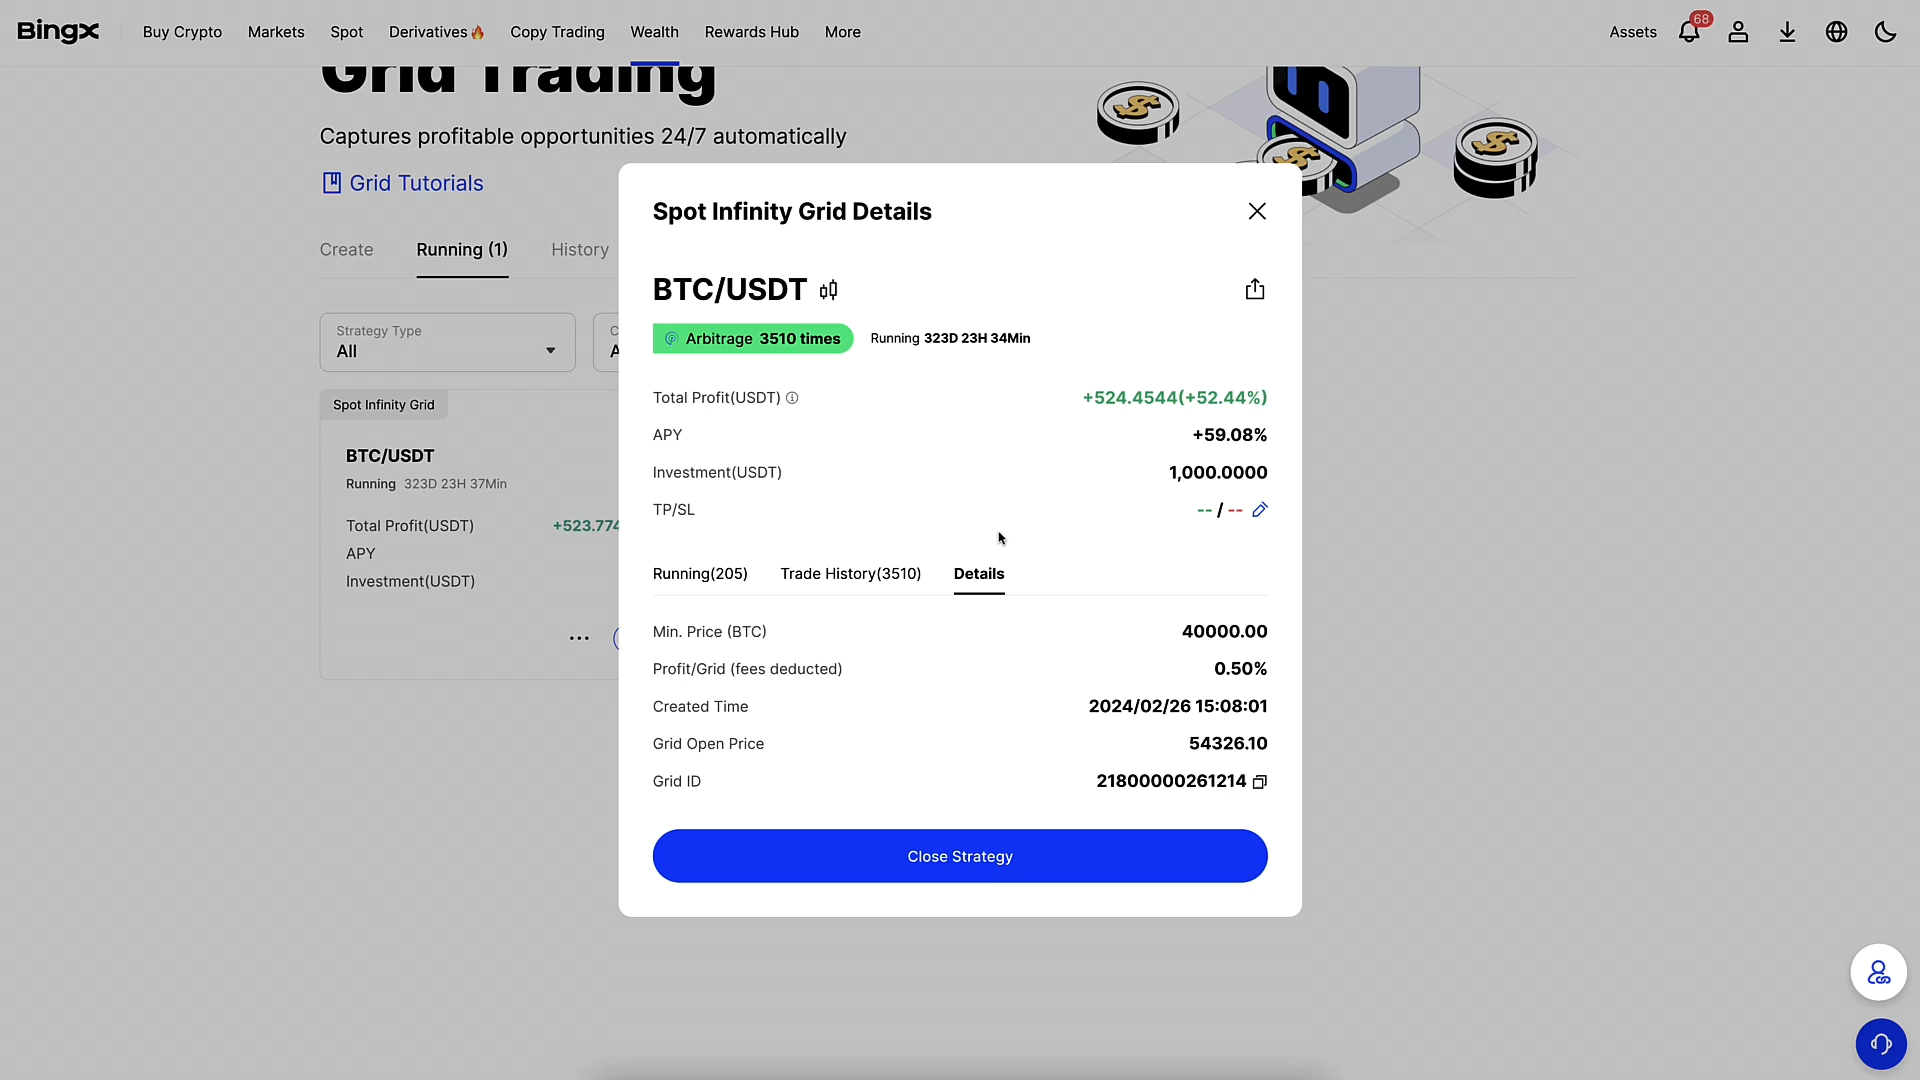 BingX
Buy Crypto
Markets
Spot
Derivatives
Copy Trading
Wealth
Rewards Hub
More
Assets
68
Grid Trading
Captures profitable opportunities 24/7 automatically
Grid Tutorials
Create
Running (1)
History
Strategy Type
All
Spot Infinity Grid
BTC/USDT
Running 323D 23H 37Min
Total Profit(USDT) +523.774
APY
Investment(USDT)
Spot Infinity Grid Details
BTC/USDT
Arbitrage 3510 times
Running 323D 23H 34Min
Total Profit(USDT) +524.4544(+52.44%)
APY +59.08%
Investment(USDT) 1,000.0000
TP/SL -- / --
Running(205)
Trade History(3510)
Details
Min. Price (BTC) 40000.00
Profit/Grid (fees deducted) 0.50%
Created Time 2024/02/26 15:08:01
Grid Open Price 54326.10
Grid ID 21800000261214
Close Strategy